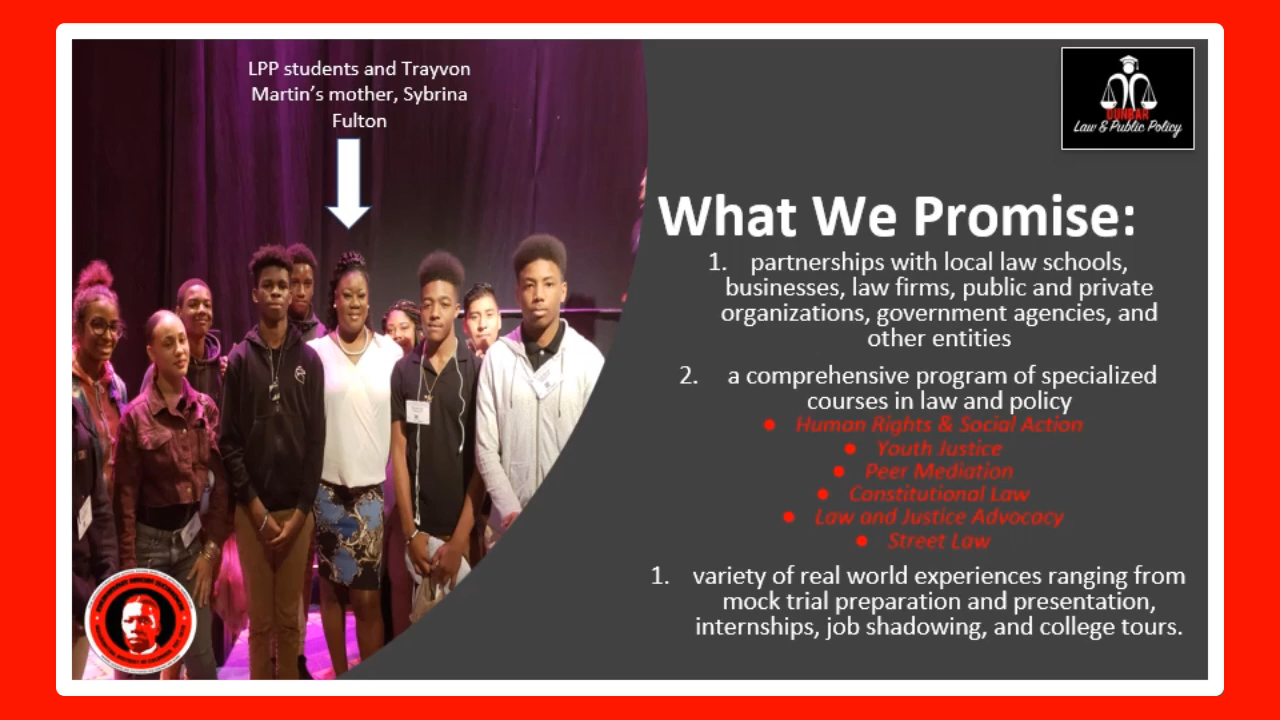 LPP students and Trayvon
Martin's mother, Sybrina
Fulton
DUNBAR
Law & Public Policy
What We Promise:
1. partnerships with local law schools,
businesses, law firms, public and private
organizations, government agencies, and
other entities
2. a comprehensive program of specialized
courses in law and policy
● Human Rights & Social Action
● Youth Justice
● Peer Mediation
● Constitutional Law
● Law and Justice Advocacy
● Street Law
1. variety of real world experiences ranging from
mock trial preparation and presentation,
internships, job shadowing, and college tours.